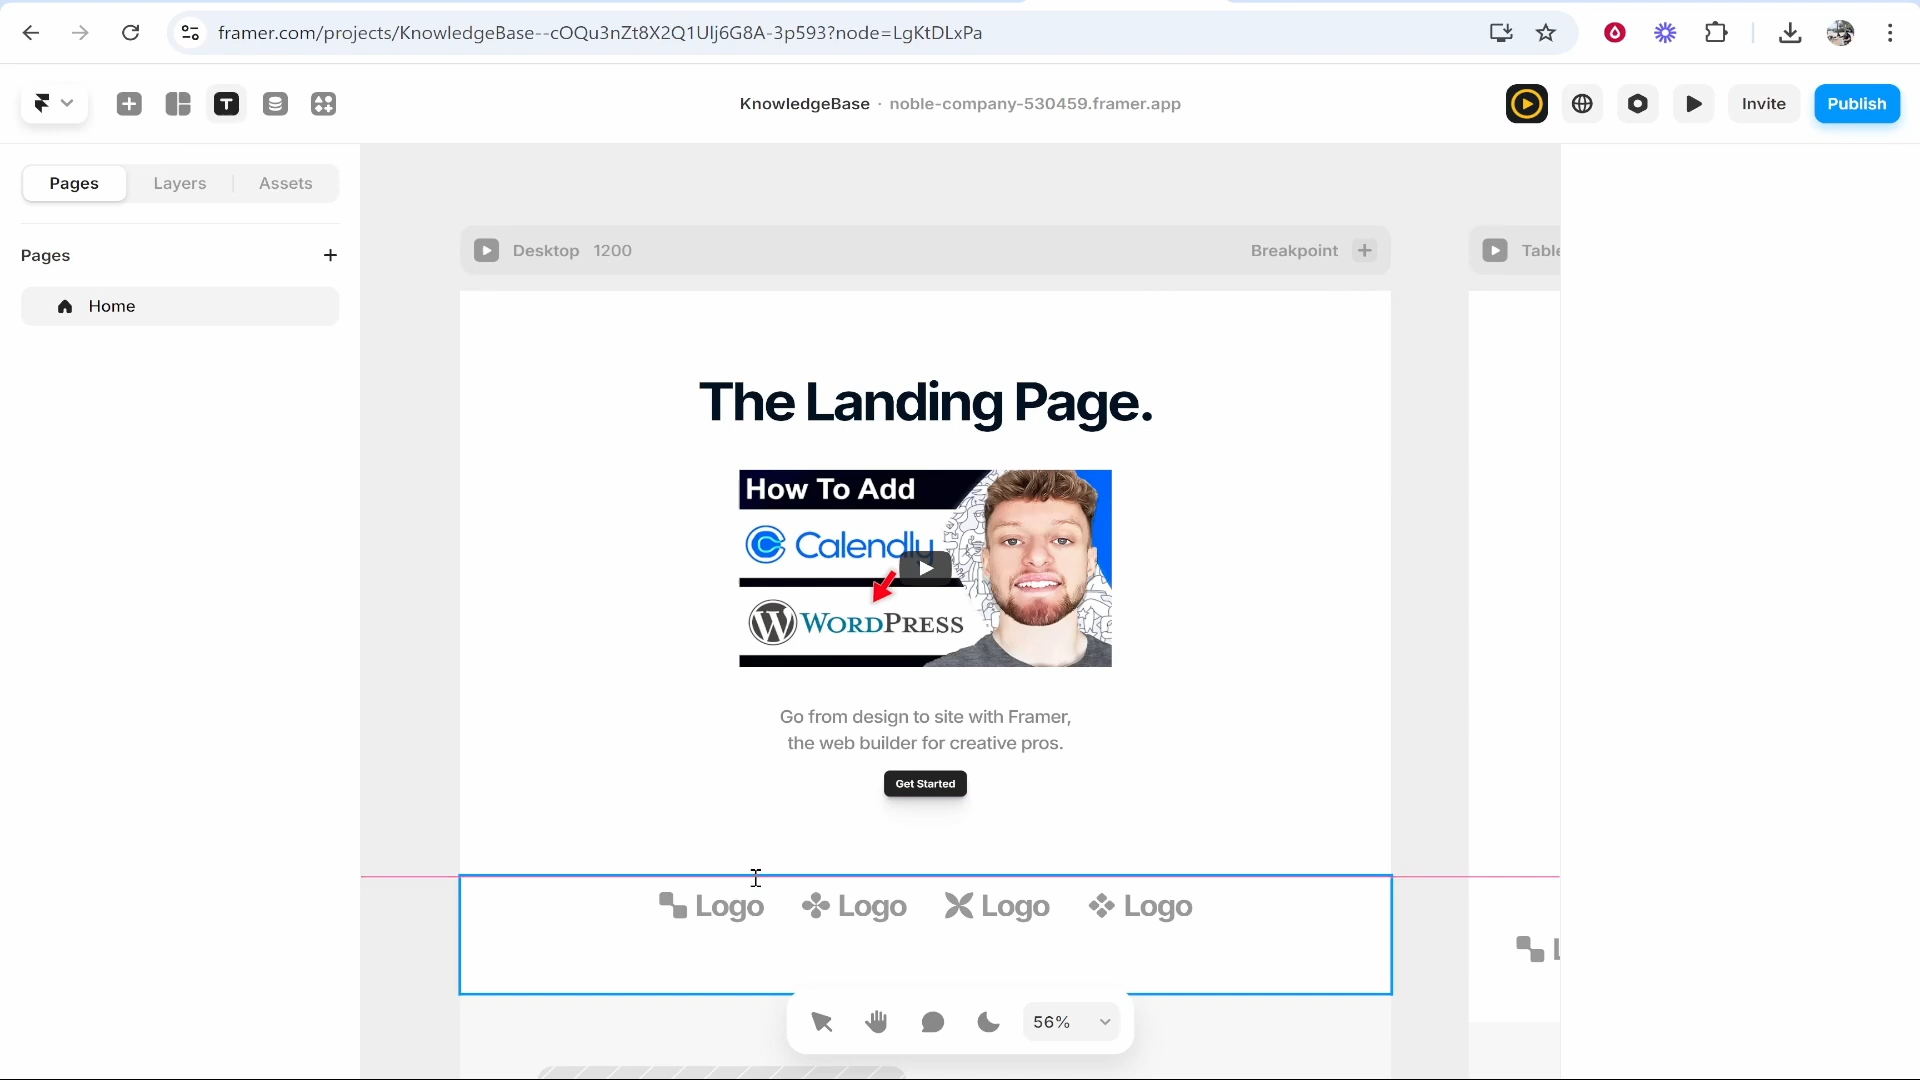 framer.com/projects/KnowledgeBase--cOQu3nZt8X2Q1UIj6G8A-3p593?node=LgKtDLxPa
T
KnowledgeBase · noble-company-530459.framer.app
Invite
Publish
Pages
Layers
Assets
Pages
Home
Desktop 1200
Breakpoint
Table
The Landing Page.
How To Add
Calendly
WORDPRESS
Go from design to site with Framer,
the web builder for creative pros.
Get Started
Logo
Logo
Logo
Logo
L
56%